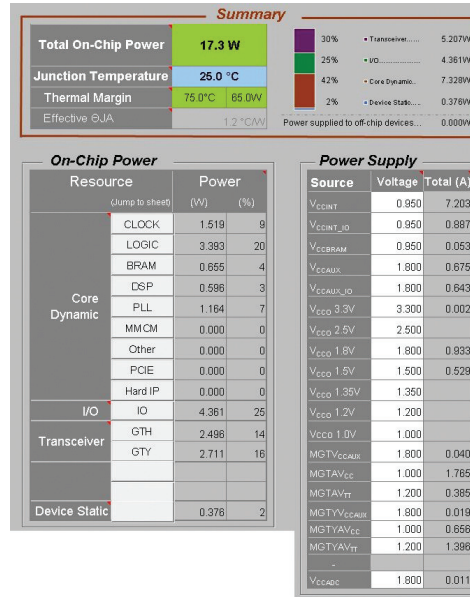 Summary
Total On-Chip Power 17.3 W
Junction Temperature 25.0 °C
Thermal Margin 75.0°C 65.0W
Effective ΘJA 1.2 °C/W
30% Transceiver...... 5.207W
25% I/O.................. 4.361W
42% Core Dynamic.. 7.328W
2% Device Static..... 0.376W
Power supplied to off-chip devices... 0.000W
On-Chip Power
Resource Power
(Jump to sheet) (W) (%)
Core Dynamic
CLOCK 1.519 9
LOGIC 3.393 20
BRAM 0.655 4
DSP 0.596 3
PLL 1.164 7
MMCM 0.000 0
Other 0.000 0
PCIE 0.000 0
Hard IP 0.000 0
I/O IO 4.361 25
Transceiver
GTH 2.496 14
GTY 2.711 16
Device Static 0.376 2
Power Supply
Source Voltage Total (A)
VCCINT 0.950 7.203
VCCINT_IO 0.950 0.887
VCCBRAM 0.950 0.053
VCCAUX 1.800 0.675
VCCAUX_IO 1.800 0.643
VCCO 3.3V 3.300 0.002
VCCO 2.5V 2.500
VCCO 1.8V 1.800 0.933
VCCO 1.5V 1.500 0.529
VCCO 1.35V 1.350
VCCO 1.2V 1.200
Vcco 1.0V 1.000
MGTVCCAUX 1.800 0.040
MGTAVCC 1.000 1.765
MGTAVTT 1.200 0.385
MGTYVCCAUX 1.800 0.019
MGTYAVCC 1.000 0.656
MGTYAVTT 1.200 1.396
-
VCCADC 1.800 0.011